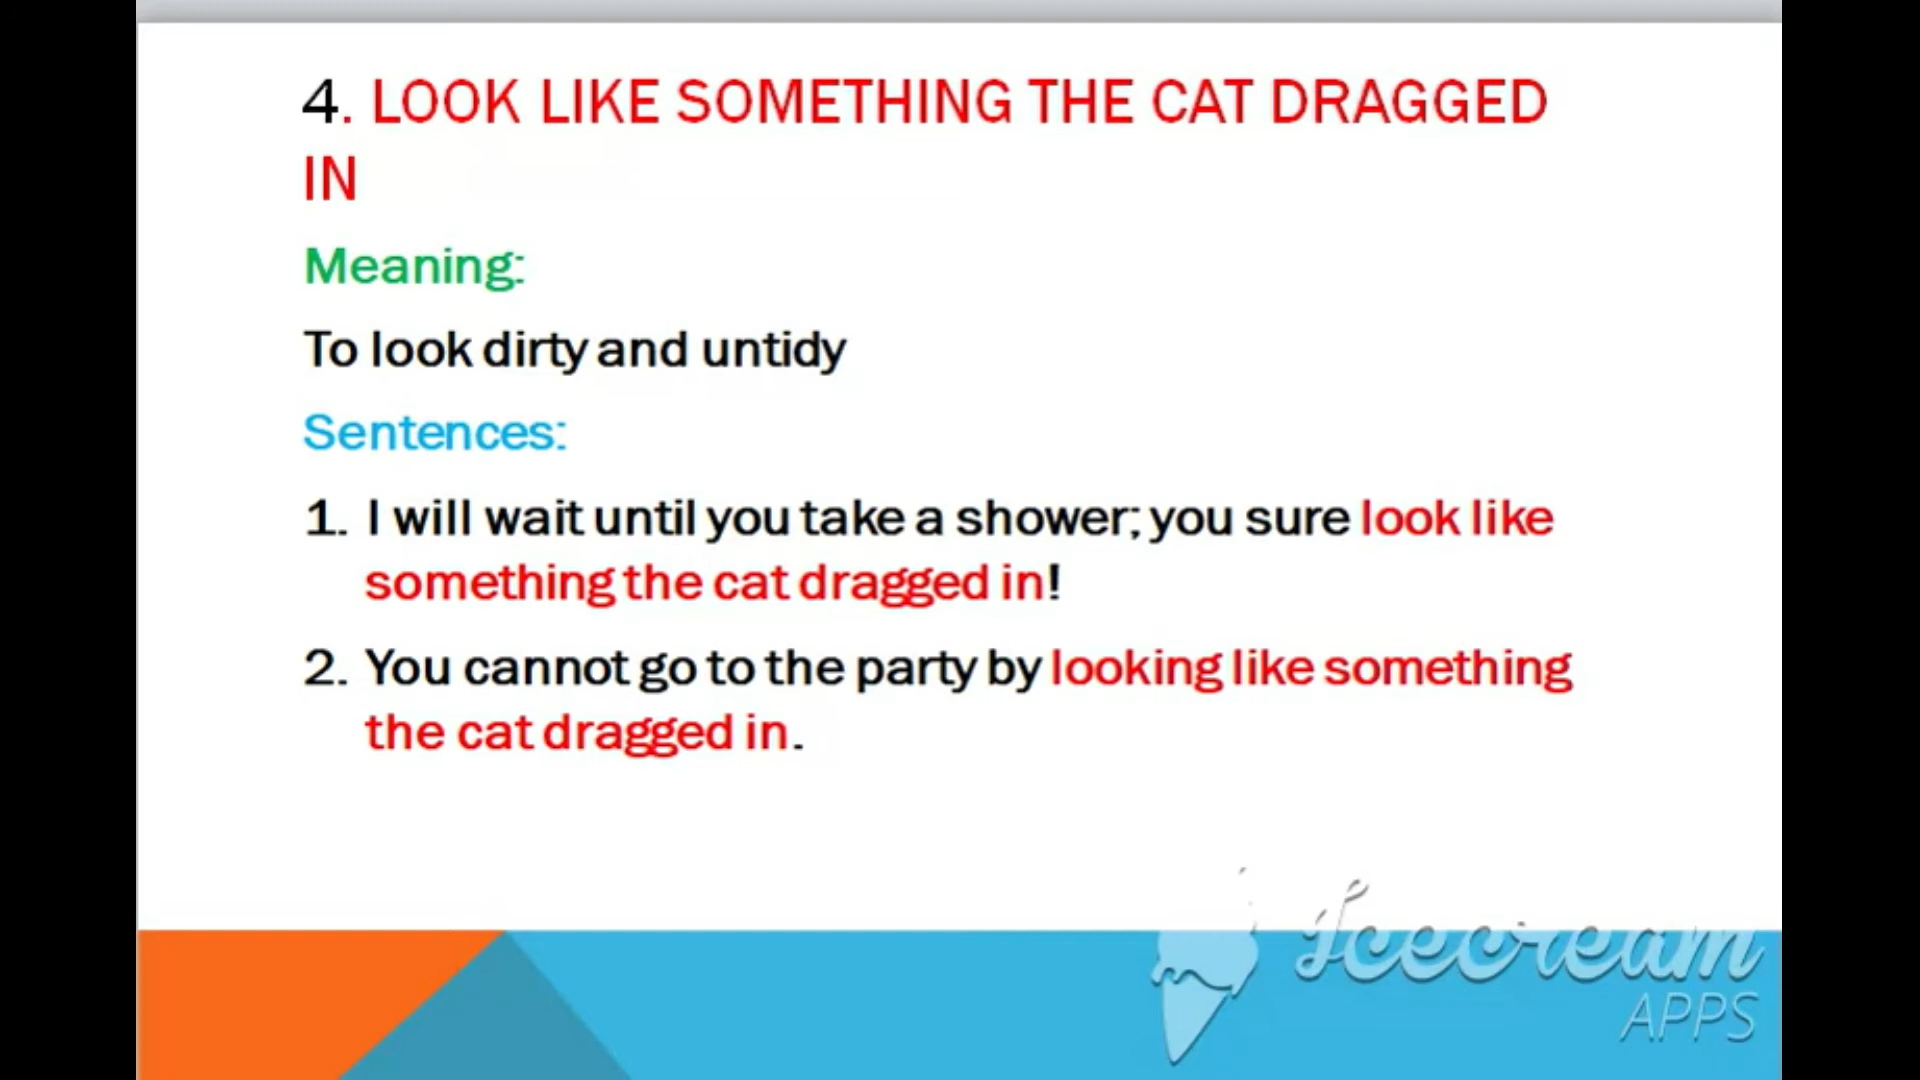 4. LOOK LIKE SOMETHING THE CAT DRAGGED
IN
Meaning:
To look dirty and untidy
Sentences:
1. I will wait until you take a shower; you sure look like
something the cat dragged in!
2. You cannot go to the party by looking like something
the cat dragged in.
Icecream
APPS